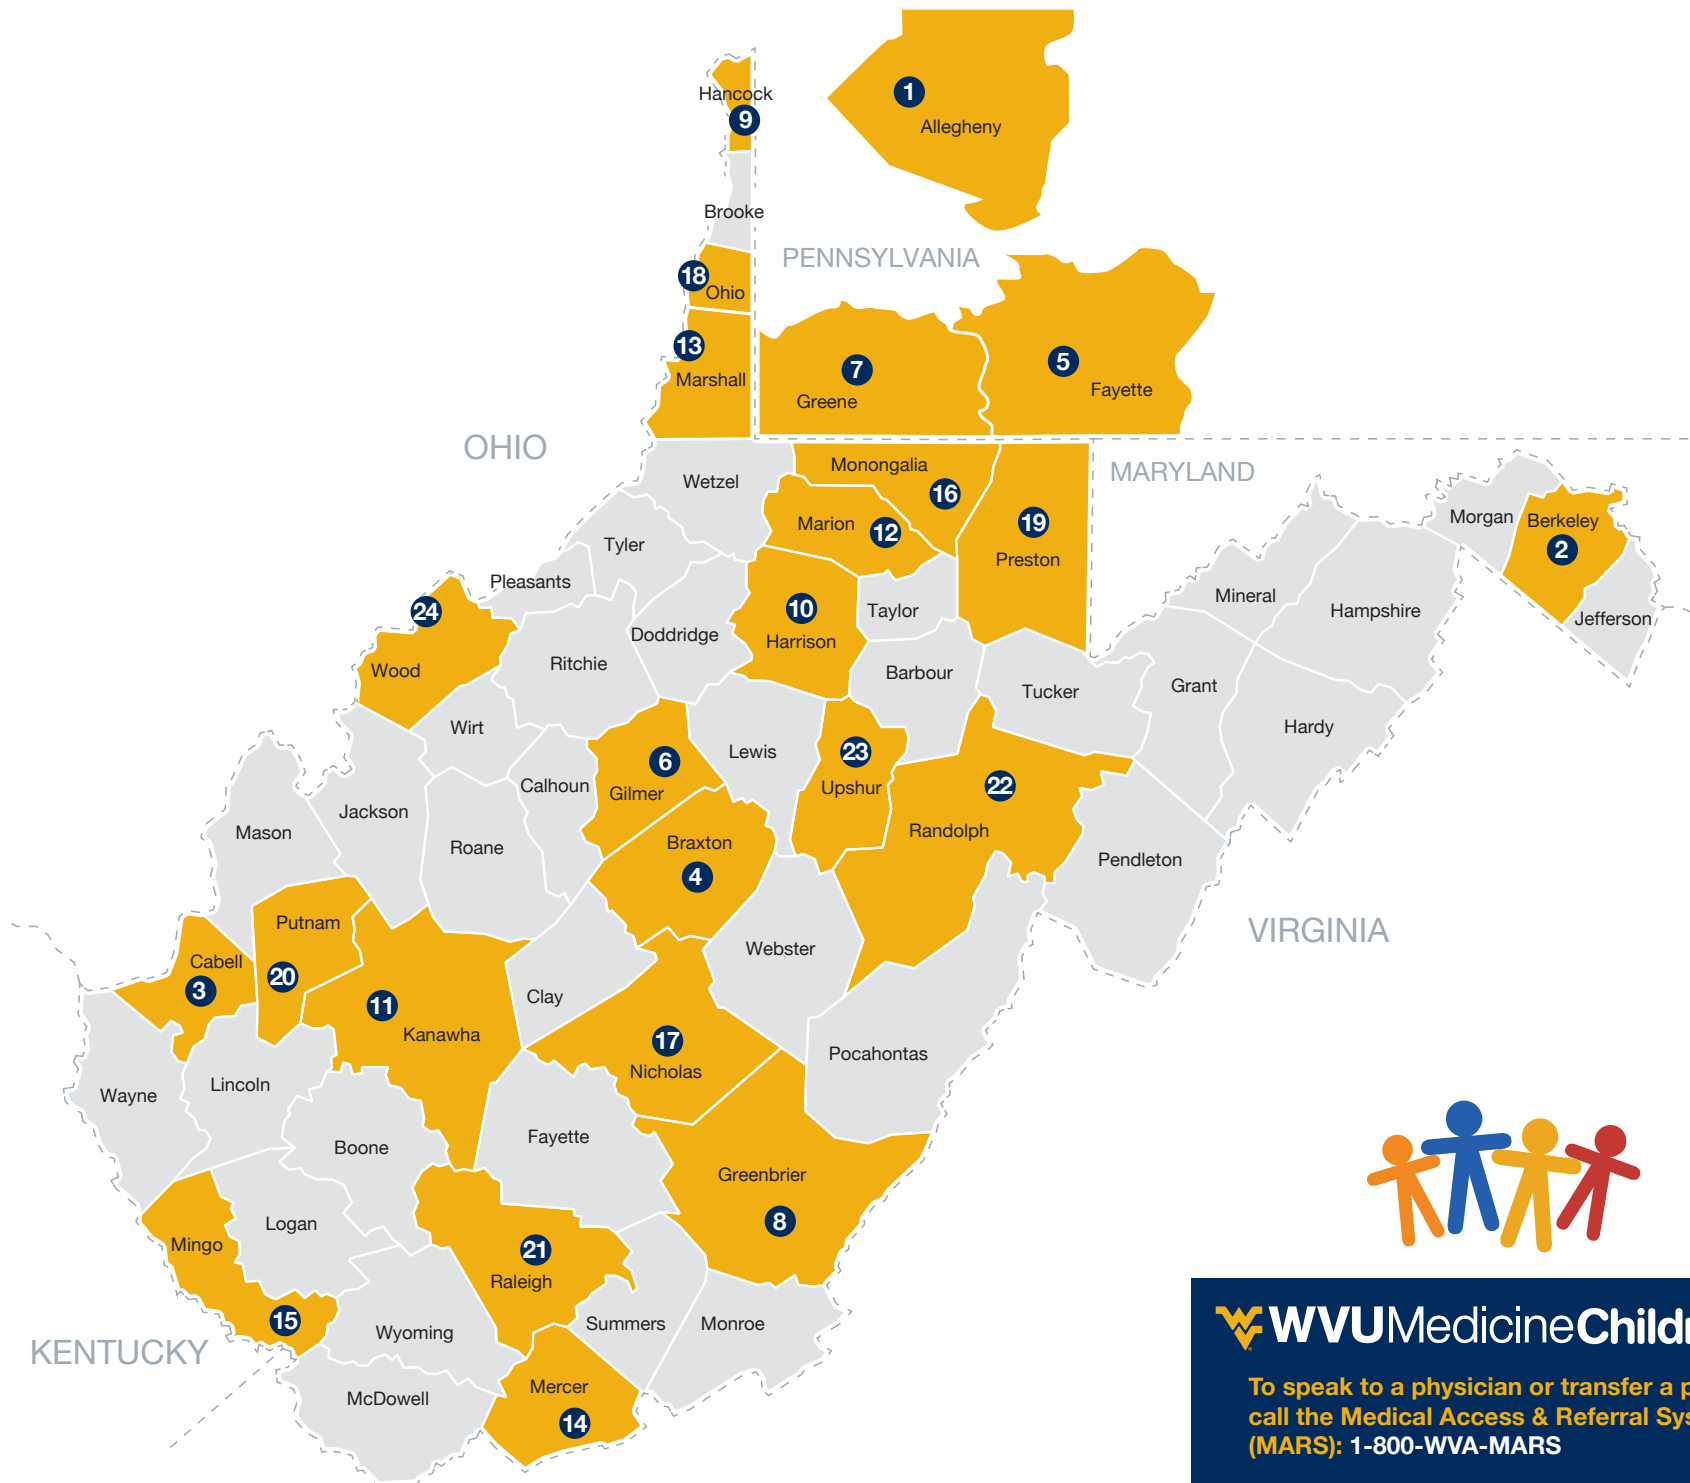 1
Allegheny
Hancock
9
Brooke
PENNSYLVANIA
18
Ohio
13
Marshall
7
Greene
5
Fayette
OHIO
MARYLAND
Monongalia
16
Wetzel
Marion
12
19
Preston
Morgan
Berkeley
2
Tyler
Pleasants
24
Wood
10
Harrison
Taylor
Mineral
Hampshire
Jefferson
Doddridge
Ritchie
Barbour
Tucker
Grant
Hardy
Wirt
Lewis
23
Upshur
6
Gilmer
Calhoun
22
Randolph
Jackson
Mason
Roane
Braxton
4
Pendleton
Putnam
20
Cabell
3
VIRGINIA
Webster
11
Kanawha
Clay
17
Nicholas
Pocahontas
Wayne
Lincoln
Boone
Fayette
Greenbrier
8
Logan
Mingo
15
21
Raleigh
Summers
Monroe
Wyoming
KENTUCKY
McDowell
Mercer
14
WVUMedicineChildr
To speak to a physician or transfer a p
call the Medical Access & Referral Sys
(MARS): 1-800-WVA-MARS